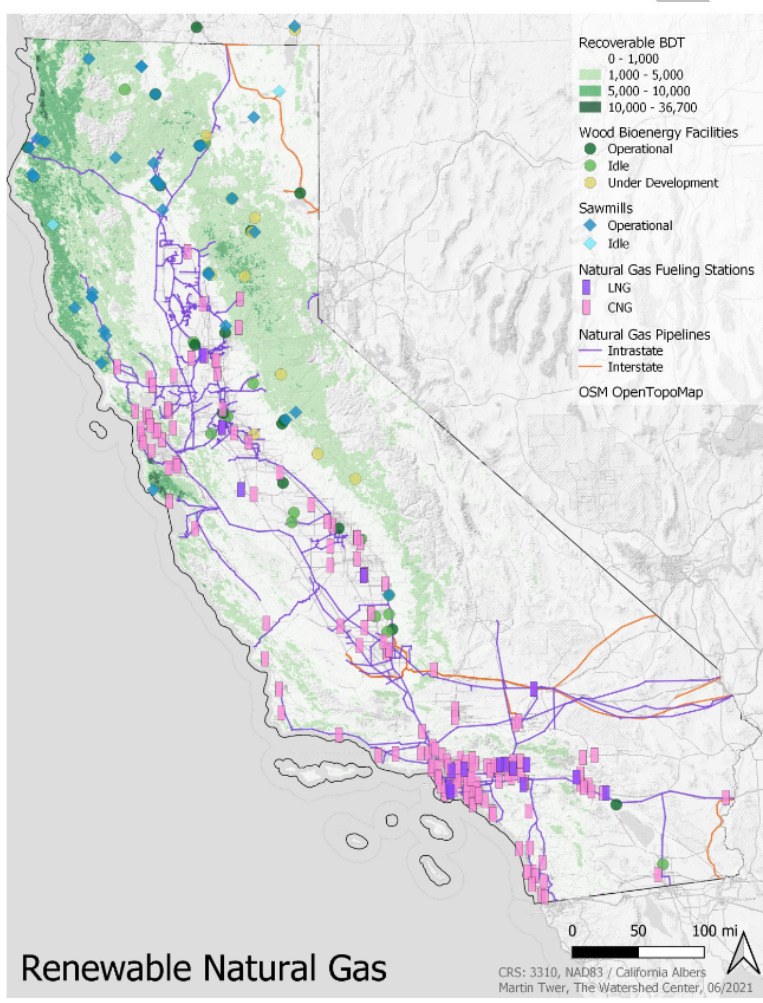 Recoverable BDT
0 - 1,000
1,000 - 5,000
5,000 - 10,000
10,000 - 36,700
Wood Bioenergy Facilities
Operational
Idle
Under Development
Sawmills
Operational
Idle
Natural Gas Fueling Stations
LNG
CNG
Natural Gas Pipelines
Intrastate
Interstate
OSM OpenTopoMap
0 50 100 mi
Renewable Natural Gas
CRS: 3310, NAD83 / California Albers
Martin Twer, The Watershed Center, 06/2021